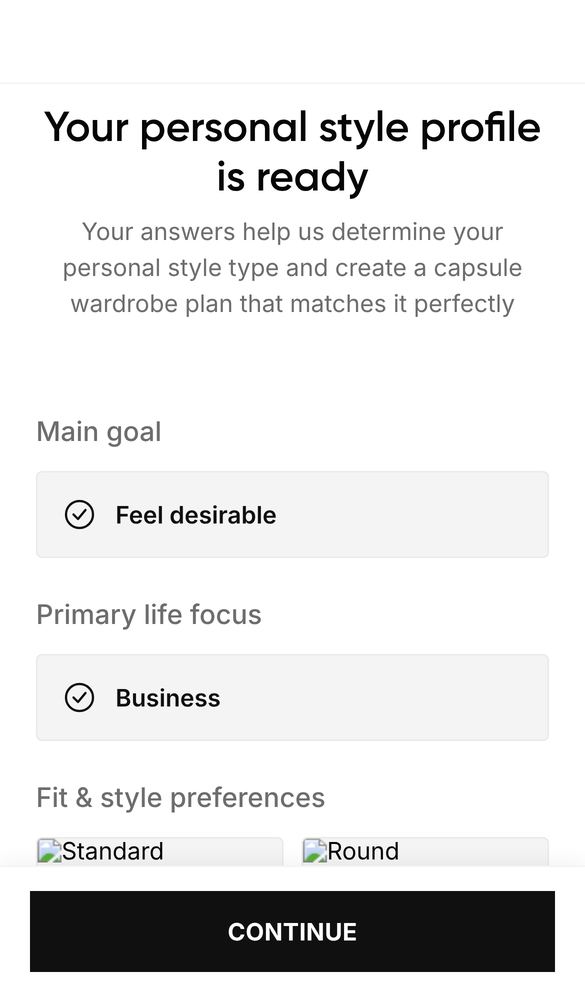 Your personal style profile
is ready
Your answers help us determine your
personal style type and create a capsule
wardrobe plan that matches it perfectly
Main goal
Feel desirable
Primary life focus
Business
Fit & style preferences
Standard
Round
CONTINUE